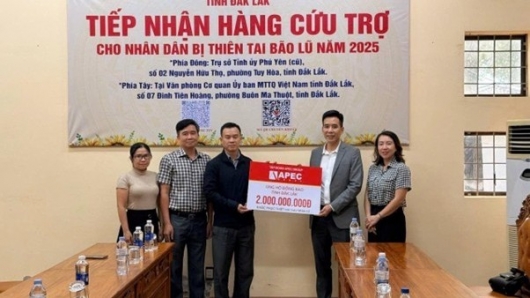 TỈNH ĐẮK LẮK
TIẾP NHẬN HÀNG CỨU TRỢ
CHO NHÂN DÂN BỊ THIÊN TAI BÃO LŨ NĂM 2025
"Phía Đông: Trụ sở Tỉnh ủy Phú Yên (cũ),
số 02 Nguyễn Hữu Thọ, phường Tuy Hòa, tỉnh Đắk Lắk.
"Phía Tây: Tại Văn phòng Cơ quan Ủy ban MTTQ Việt Nam tỉnh Đắk Lắk,
số 07 Đinh Tiên Hoàng, phường Buôn Ma Thuột, tỉnh Đắk Lắk.
APEC
ỦNG HỘ ĐỒNG BÀO
TỈNH ĐẮK LẮK
2.000.000.000Đ